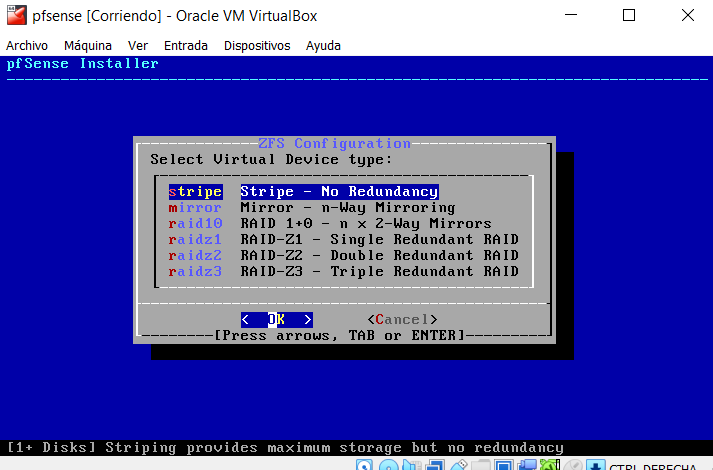 pfsense [Corriendo] - Oracle VM VirtualBox
Archivo Máquina Ver Entrada Dispositivos Ayuda
pfSense Installer
ZFS Configuration
Select Virtual Device type:
stripe Stripe - No Redundancy
mirror Mirror - n-Way Mirroring
raid10 RAID 1+0 - n x 2-Way Mirrors
raidz1 RAID-Z1 - Single Redundant RAID
raidz2 RAID-Z2 - Double Redundant RAID
raidz3 RAID-Z3 - Triple Redundant RAID
< OK > <Cancel>
[Press arrows, TAB or ENTER]
[1+ Disks] Striping provides maximum storage but no redundancy
CTRL DERECHA